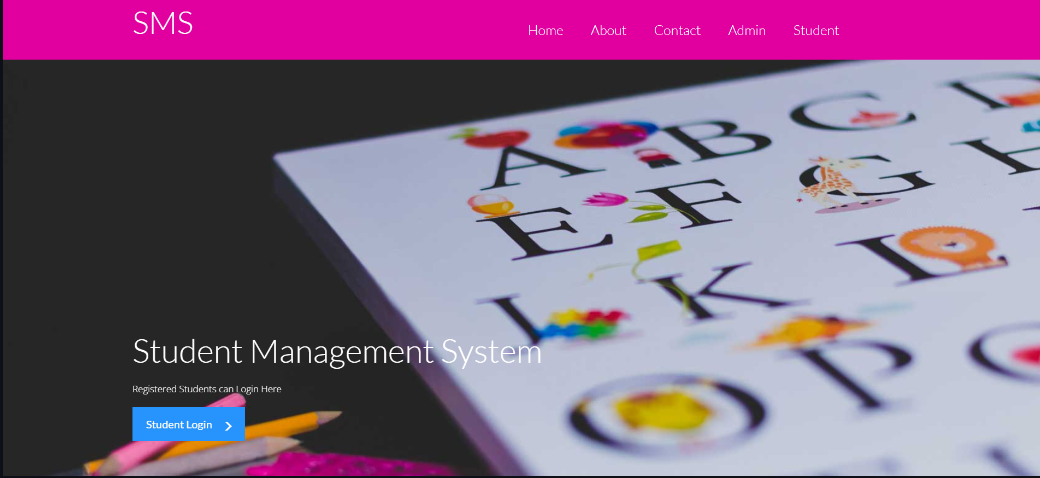 SMS
Home About Contact Admin Student
A B C D
E F G H
I K L
O P
Student Management System
Registered Students can Login Here
Student Login